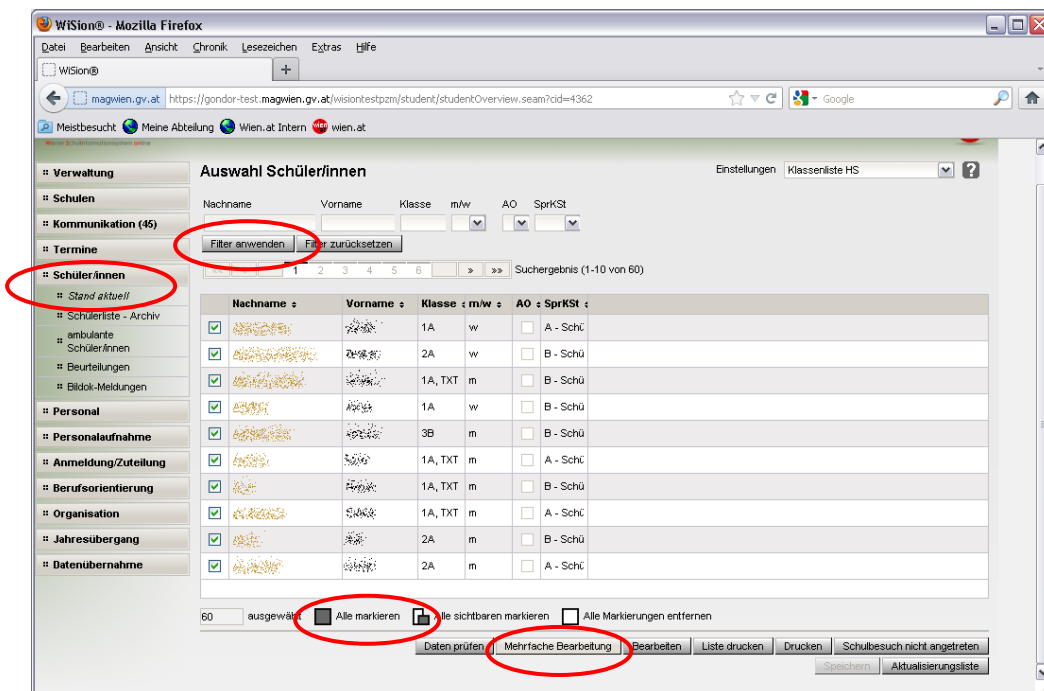 WiSion® - Mozilla Firefox
Datei Bearbeiten Ansicht Chronik Lesezeichen Extras Hilfe
WiSion® +
magwien.gv.at https://gondor-test.magwien.gv.at/wisiontestpzm/student/studentOverview.seam?cid=4362 Google
Meistbesucht Meine Abteilung Wien.at Intern wien.at
Wiener Schulinformationssystem online
Verwaltung
Schulen
Kommunikation (45)
Termine
Schüler/innen
Stand aktuell
Schülerliste - Archiv
ambulante
Schüler/innen
Beurteilungen
Bildok-Meldungen
Personal
Personalaufnahme
Anmeldung/Zuteilung
Berufsorientierung
Organisation
Jahresübergang
Datenübernahme
Auswahl Schüler/innen Einstellungen Klassenliste HS ?
Nachname Vorname Klasse m/w AO SprKSt
Filter anwenden Filter zurücksetzen
1 2 3 4 5 6 » »» Suchergebnis (1-10 von 60)
Nachname Vorname Klasse m/w AO SprKSt
1A w A - Schü
2A w B - Schü
1A, TXT m B - Schü
1A w B - Schü
3B m B - Schü
1A, TXT m A - Schü
1A, TXT m B - Schü
1A, TXT m A - Schü
2A m B - Schü
2A m A - Schü
60 ausgewählt Alle markieren Alle sichtbaren markieren Alle Markierungen entfernen
Daten prüfen Mehrfache Bearbeitung Bearbeiten Liste drucken Drucken Schulbesuch nicht angetreten
Speichern Aktualisierungsliste